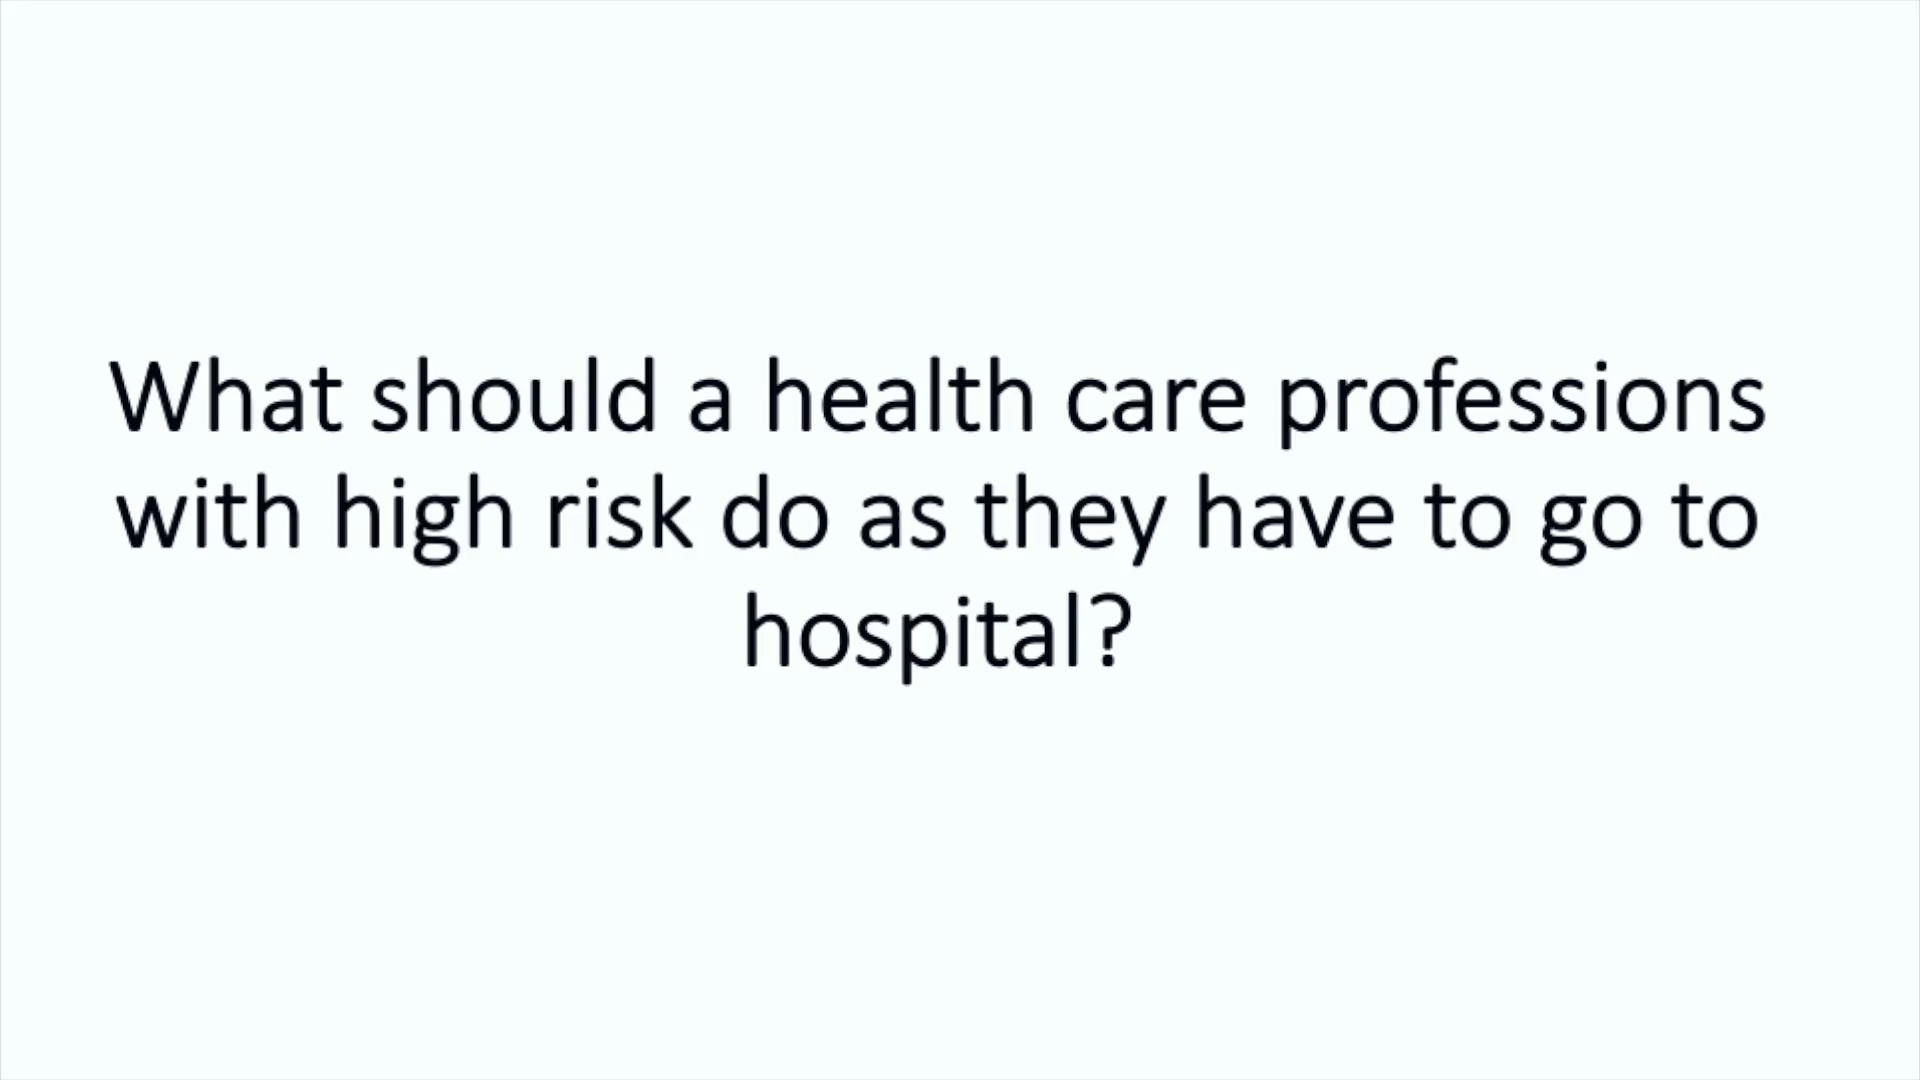 What should a health care professions
with high risk do as they have to go to
hospital?